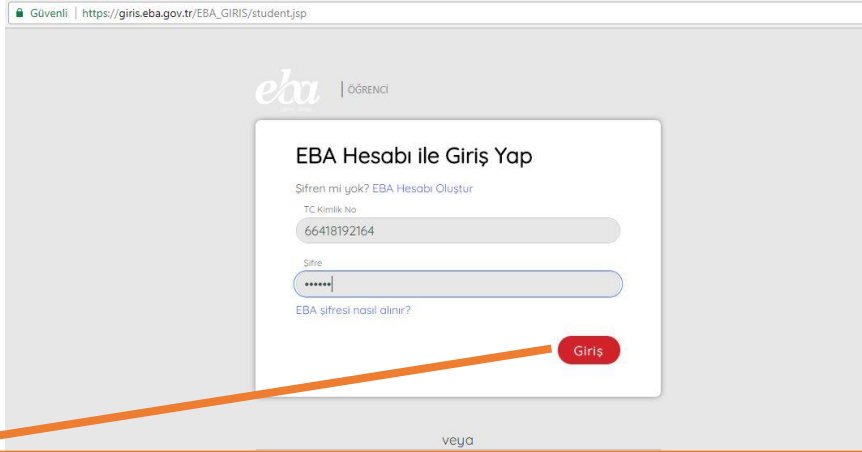 Güvenli | https://giris.eba.gov.tr/EBA_GIRIS/student.jsp
eba | ÖĞRENCİ
EBA Hesabı ile Giriş Yap
Şifren mi yok? EBA Hesabı Oluştur
TC Kimlik No
66418192164
Şifre
••••••
EBA şifresi nasıl alınır?
Giriş
veya